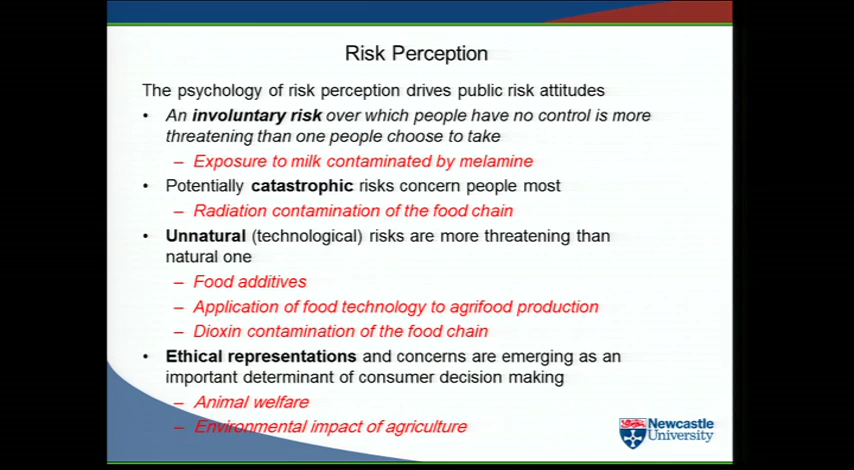 Risk Perception
The psychology of risk perception drives public risk attitudes
• An involuntary risk over which people have no control is more
threatening than one people choose to take
– Exposure to milk contaminated by melamine
• Potentially catastrophic risks concern people most
– Radiation contamination of the food chain
• Unnatural (technological) risks are more threatening than
natural one
– Food additives
– Application of food technology to agrifood production
– Dioxin contamination of the food chain
• Ethical representations and concerns are emerging as an
important determinant of consumer decision making
– Animal welfare
– Environmental impact of agriculture
Newcastle
University